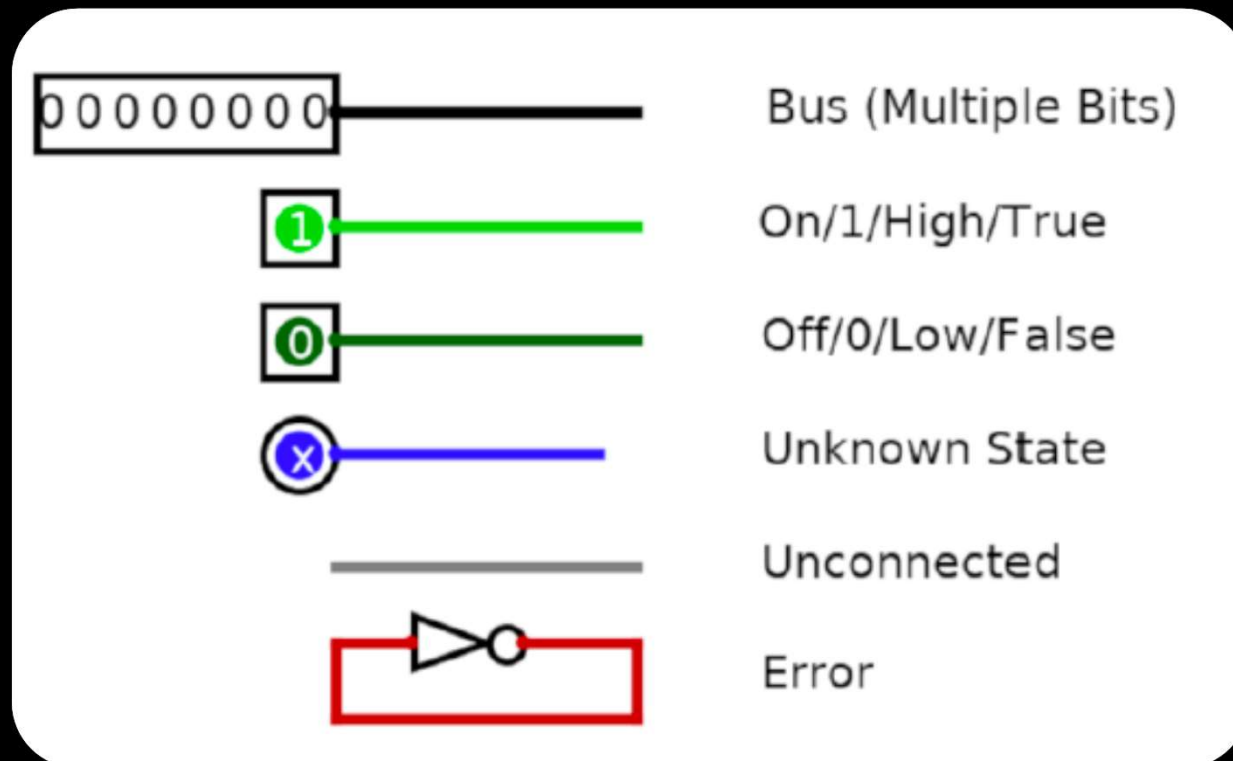 00000000 Bus (Multiple Bits)
1 On/1/High/True
0 Off/0/Low/False
x Unknown State
Unconnected
Error